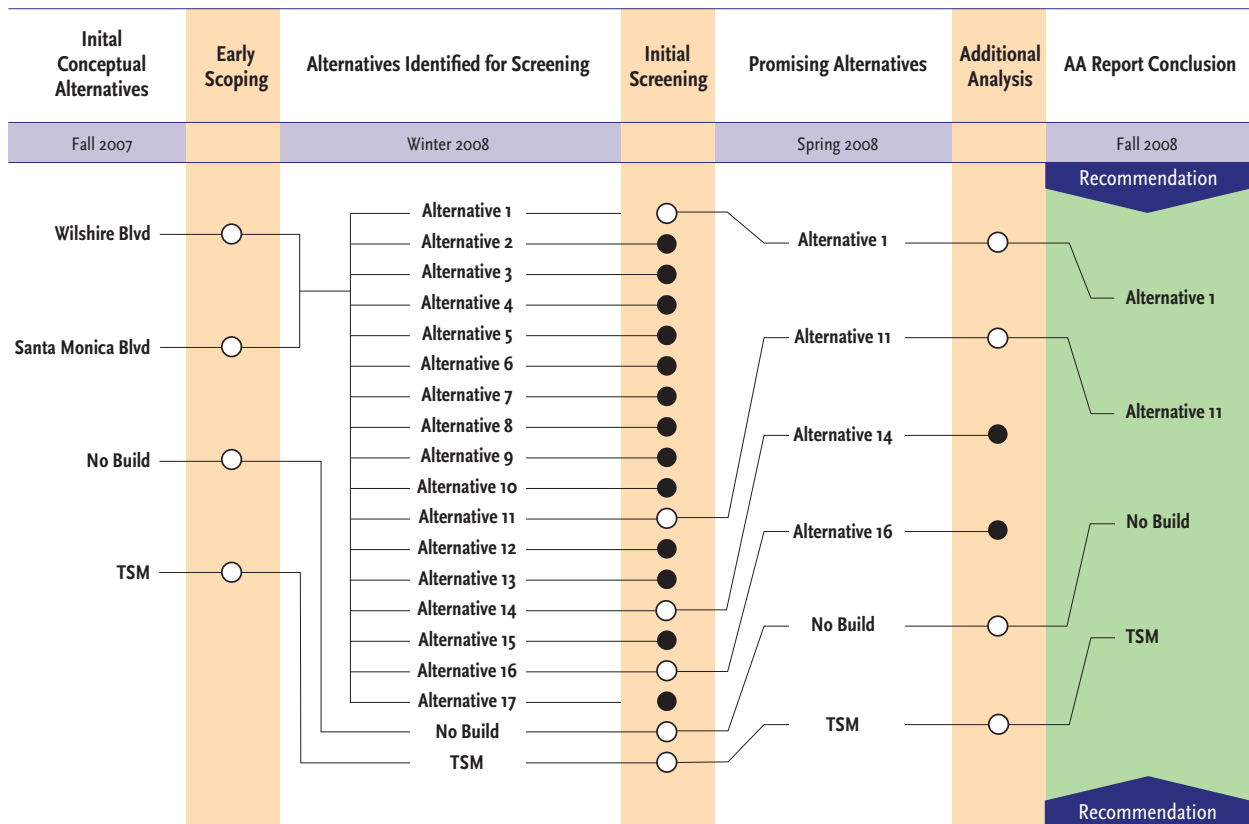 Inital
Conceptual
Alternatives
Early
Scoping
Alternatives Identified for Screening
Initial
Screening
Promising Alternatives
Additional
Analysis
AA Report Conclusion
Fall 2007
Winter 2008
Spring 2008
Fall 2008
Recommendation
Wilshire Blvd
Santa Monica Blvd
No Build
TSM
Alternative 1
Alternative 2
Alternative 3
Alternative 4
Alternative 5
Alternative 6
Alternative 7
Alternative 8
Alternative 9
Alternative 10
Alternative 11
Alternative 12
Alternative 13
Alternative 14
Alternative 15
Alternative 16
Alternative 17
No Build
TSM
Alternative 1
Alternative 11
Alternative 14
Alternative 16
No Build
TSM
Alternative 1
Alternative 11
No Build
TSM
Recommendation